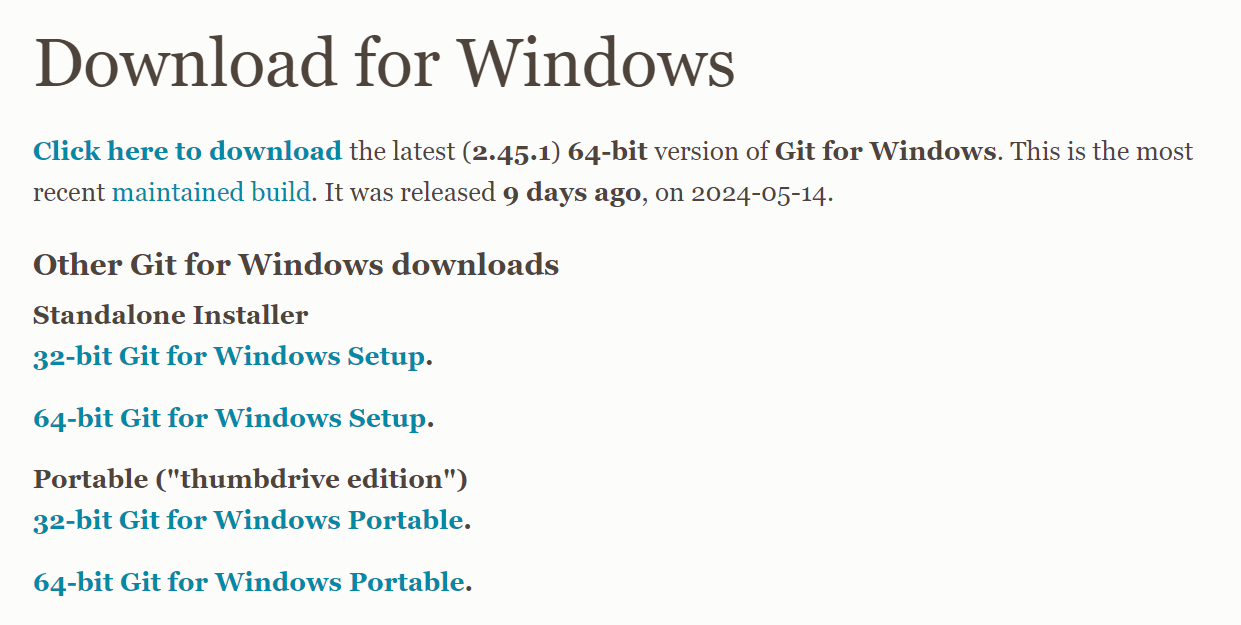 Download for Windows
Click here to download the latest (2.45.1) 64-bit version of Git for Windows. This is the most
recent maintained build. It was released 9 days ago, on 2024-05-14.
Other Git for Windows downloads
Standalone Installer
32-bit Git for Windows Setup.
64-bit Git for Windows Setup.
Portable ("thumbdrive edition")
32-bit Git for Windows Portable.
64-bit Git for Windows Portable.